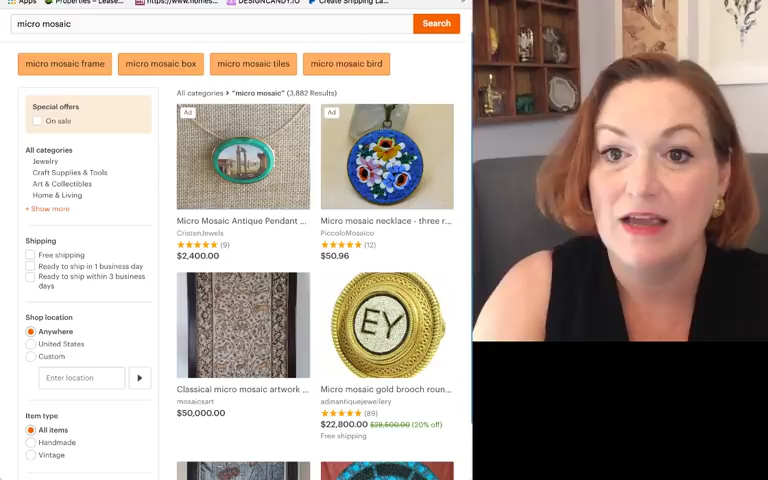 Apps
Properties – Lease...
https://www.homes...
DESIGNCANDY.IO
Create Shipping La...
micro mosaic
Search
micro mosaic frame
micro mosaic box
micro mosaic tiles
micro mosaic bird
All categories > "micro mosaic" (3,882 Results)
Special offers
On sale
All categories
Jewelry
Craft Supplies & Tools
Art & Collectibles
Home & Living
+ Show more
Shipping
Free shipping
Ready to ship in 1 business day
Ready to ship within 3 business
days
Shop location
Anywhere
United States
Custom
Enter location
Item type
All items
Handmade
Vintage
Ad
Micro Mosaic Antique Pendant ...
CristenJewels
(9)
$2,400.00
Ad
Micro mosaic necklace - three r...
PiccoloMosaico
(12)
$50.96
Classical micro mosaic artwork ...
mosaicsart
$50,000.00
EY
Micro mosaic gold brooch roun...
adinantiquejewellery
(89)
$22,800.00 $28,500.00 (20% off)
Free shipping